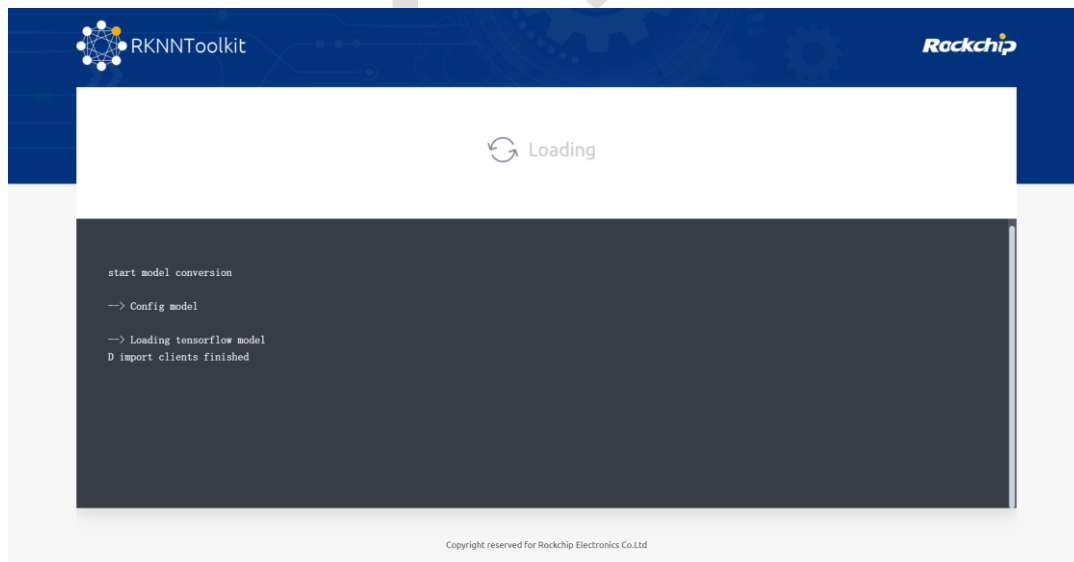 RKNNToolkit
Rockchip
Loading
start model conversion
—> Config model
—> Loading tensorflow model
D import clients finished
Copyright reserved for Rockchip Electronics Co.Ltd